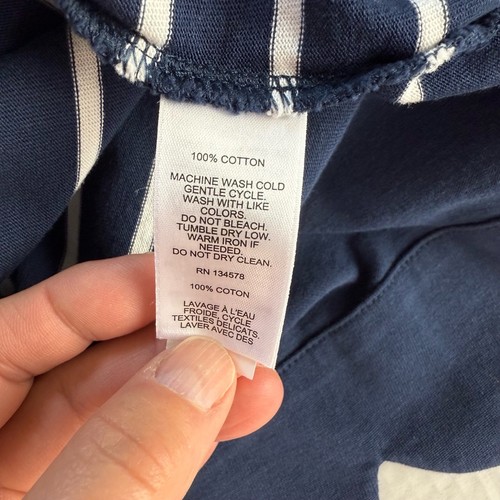 100% COTTON
MACHINE WASH COLD
GENTLE CYCLE.
WASH WITH LIKE
COLORS.
DO NOT BLEACH.
TUMBLE DRY LOW.
WARM IRON IF
NEEDED.
DO NOT DRY CLEAN.
RN 134578
100% COTON
LAVAGE À L'EAU
FROIDE, CYCLE
TEXTILES DÉLICATS.
LAVER AVEC DES